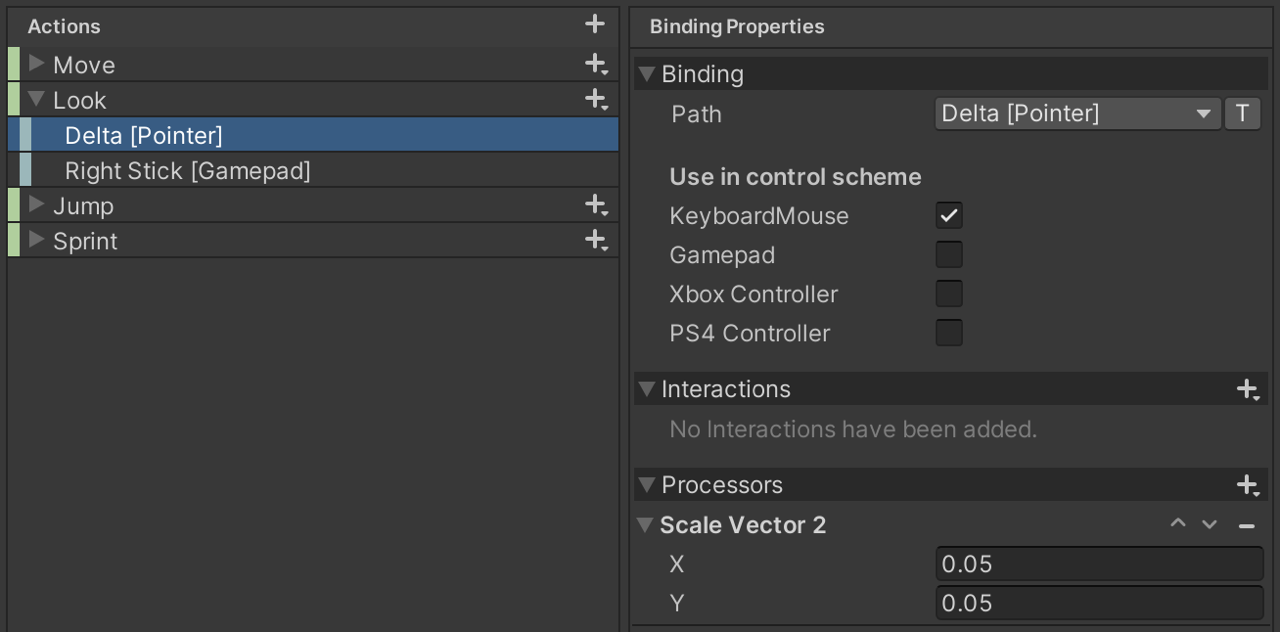 Actions
Move
Look
Delta [Pointer]
Right Stick [Gamepad]
Jump
Sprint
Binding Properties
Binding
Path Delta [Pointer] T
Use in control scheme
KeyboardMouse
Gamepad
Xbox Controller
PS4 Controller
Interactions
No Interactions have been added.
Processors
Scale Vector 2
X 0.05
Y 0.05